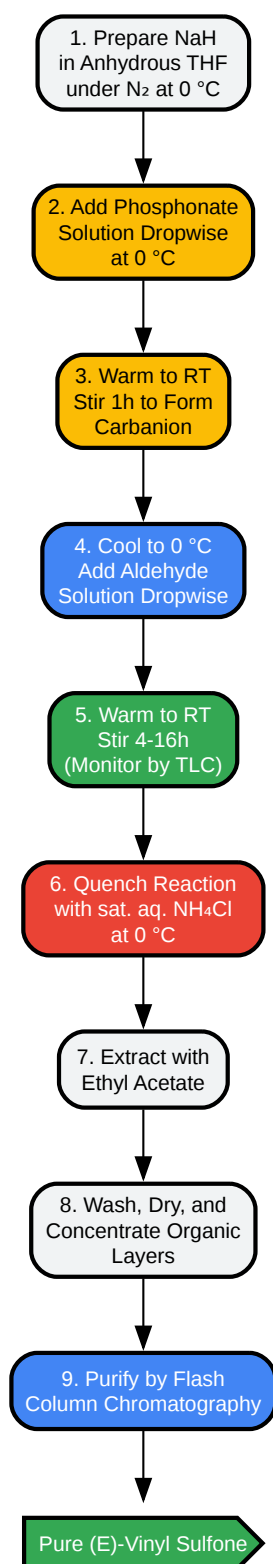 1. Prepare NaH
in Anhydrous THF
under N₂ at 0 °C
2. Add Phosphonate
Solution Dropwise
at 0 °C
3. Warm to RT
Stir 1h to Form
Carbanion
4. Cool to 0 °C
Add Aldehyde
Solution Dropwise
5. Warm to RT
Stir 4-16h
(Monitor by TLC)
6. Quench Reaction
with sat. aq. NH₄Cl
at 0 °C
7. Extract with
Ethyl Acetate
8. Wash, Dry, and
Concentrate Organic
Layers
9. Purify by Flash
Column Chromatography
Pure (E)-Vinyl Sulfone